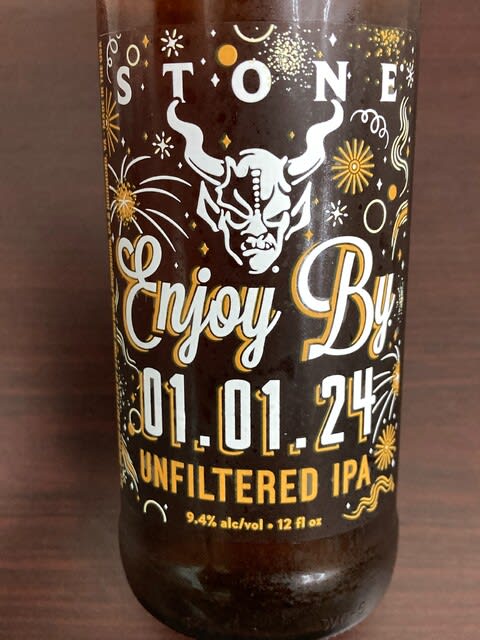 STONE
Enjoy By
01.01.24
UNFILTERED IPA
9.4% alc/vol • 12 fl oz